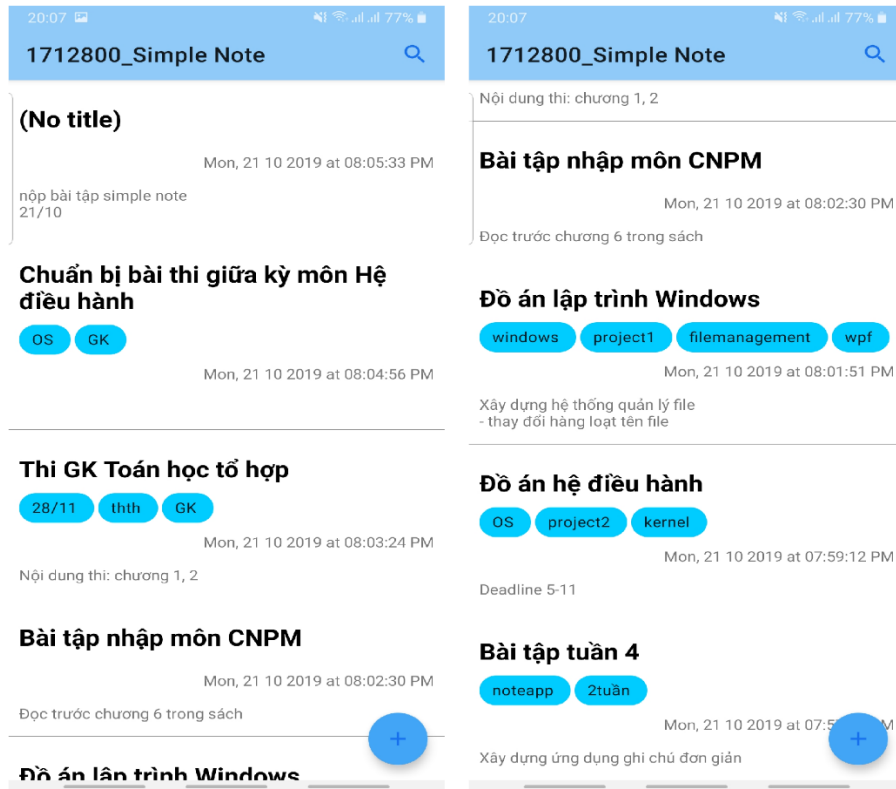 20:07
77%
1712800_Simple Note
(No title)
Mon, 21 10 2019 at 08:05:33 PM
nộp bài tập simple note
21/10
Chuẩn bị bài thi giữa kỳ môn Hệ
điều hành
OS GK
Mon, 21 10 2019 at 08:04:56 PM
Thi GK Toán học tổ hợp
28/11 thth GK
Mon, 21 10 2019 at 08:03:24 PM
Nội dung thi: chương 1, 2
Bài tập nhập môn CNPM
Mon, 21 10 2019 at 08:02:30 PM
Đọc trước chương 6 trong sách
+
Đồ án lập trình Windows
20:07
77%
1712800_Simple Note
Nội dung thi: chương 1, 2
Bài tập nhập môn CNPM
Mon, 21 10 2019 at 08:02:30 PM
Đọc trước chương 6 trong sách
Đồ án lập trình Windows
windows project1 filemanagement wpf
Mon, 21 10 2019 at 08:01:51 PM
Xây dựng hệ thống quản lý file
- thay đổi hàng loạt tên file
Đồ án hệ điều hành
OS project2 kernel
Mon, 21 10 2019 at 07:59:12 PM
Deadline 5-11
Bài tập tuần 4
noteapp 2tuần
Mon, 21 10 2019 at
+
Xây dựng ứng dụng ghi chú đơn giản